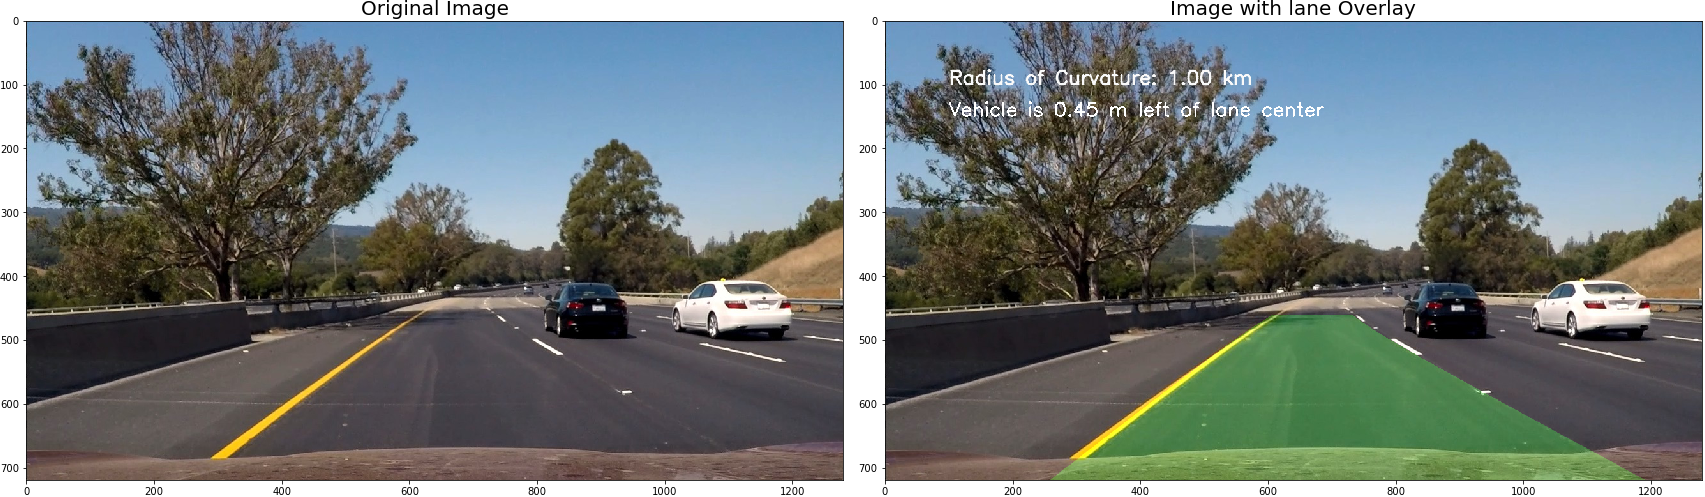 Original Image
Image with lane Overlay
0
100
200
300
400
500
600
700
0 200 400 600 800 1000 1200
0
100
200
300
400
500
600
700
0 200 400 600 800 1000 1200
Radius of Curvature: 1.00 km
Vehicle is 0.45 m left of lane center